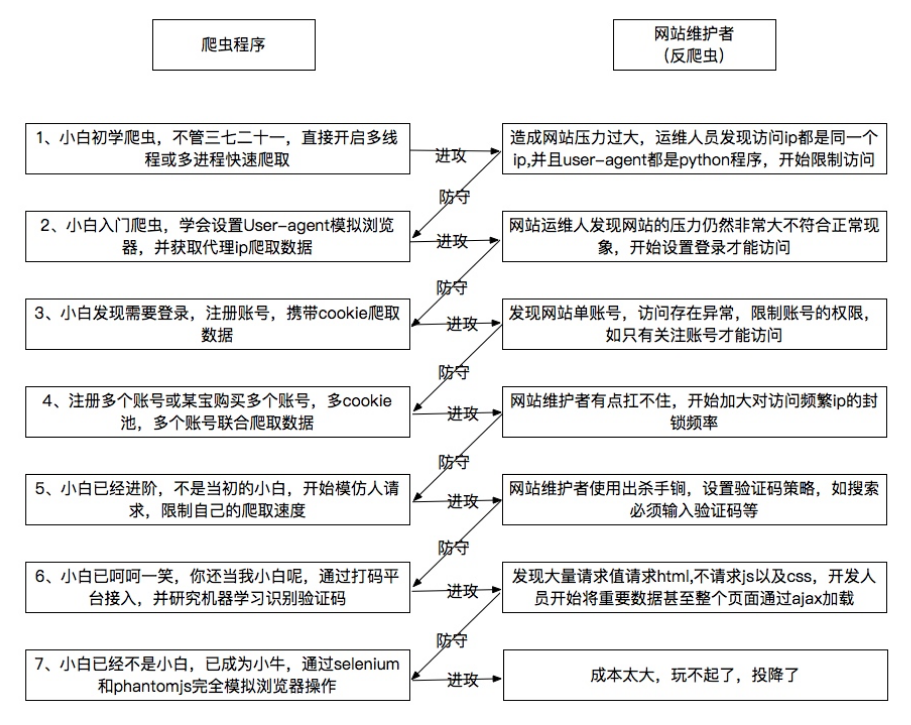 爬虫程序
网站维护者
（反爬虫）
1、小白初学爬虫，不管三七二十一，直接开启多线
程或多进程快速爬取
进攻
造成网站压力过大，运维人员发现访问ip都是同一个
ip,并且user-agent都是python程序，开始限制访问
防守
2、小白入门爬虫，学会设置User-agent模拟浏览
器，并获取代理ip爬取数据
进攻
网站运维人发现网站的压力仍然非常大不符合正常现
象，开始设置登录才能访问
防守
3、小白发现需要登录，注册账号，携带cookie爬取
数据
进攻
发现网站单账号，访问存在异常，限制账号的权限，
如只有关注账号才能访问
防守
4、注册多个账号或某宝购买多个账号，多cookie
池，多个账号联合爬取数据
进攻
网站维护者有点扛不住，开始加大对访问频繁ip的封
锁频率
防守
5、小白已经进阶，不是当初的小白，开始模仿人请
求，限制自己的爬取速度
进攻
网站维护者使用出杀手锏，设置验证码策略，如搜索
必须输入验证码等
防守
6、小白已呵呵一笑，你还当我小白呢，通过打码平
台接入，并研究机器学习识别验证码
进攻
发现大量请求值请求html,不请求js以及css，开发人
员开始将重要数据甚至整个页面通过ajax加载
防守
7、小白已经不是小白，已成为小牛，通过selenium
和phantomjs完全模拟浏览器操作
进攻
成本太大，玩不起了，投降了